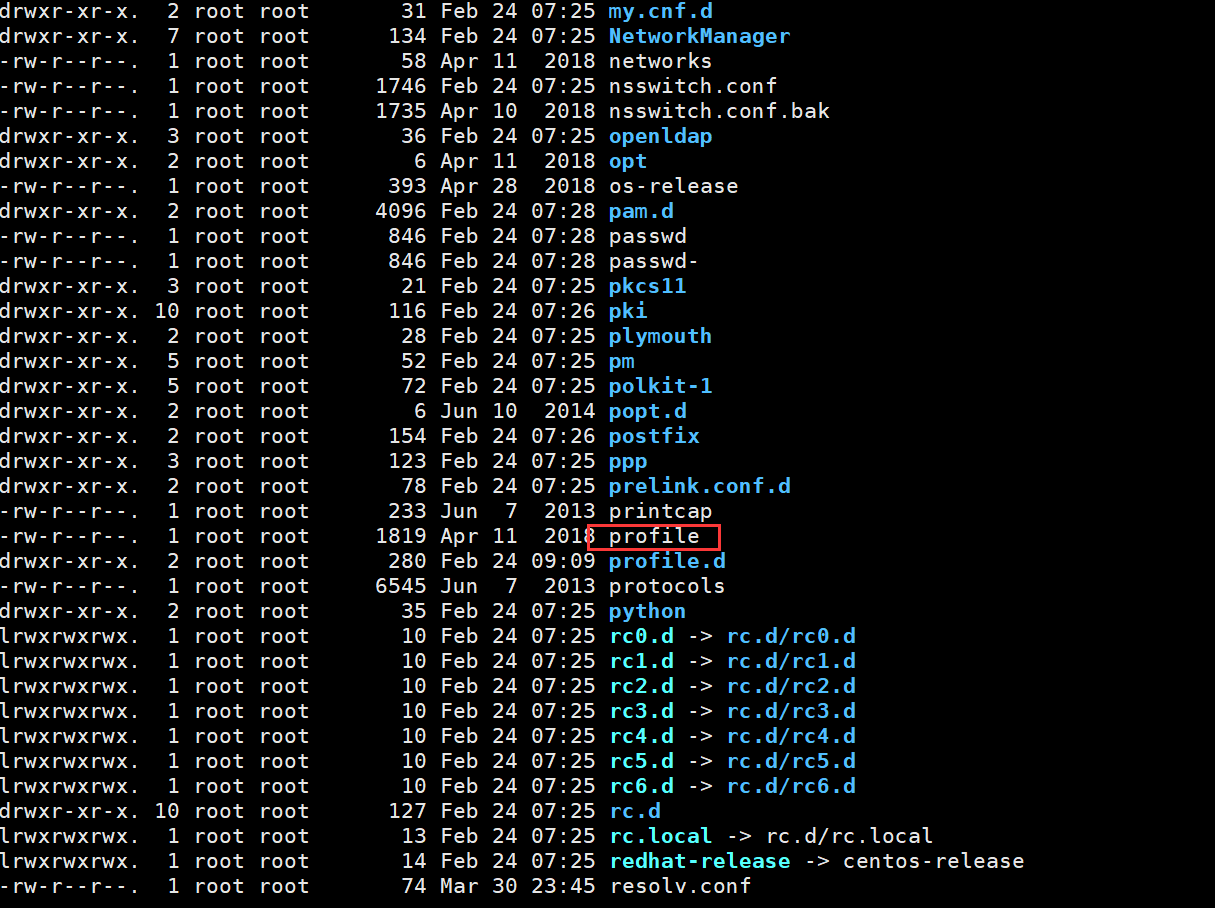 drwxr-xr-x.  2 root root       31 Feb 24 07:25 my.cnf.d
drwxr-xr-x.  7 root root      134 Feb 24 07:25 NetworkManager
-rw-r--r--.  1 root root       58 Apr 11  2018 networks
-rw-r--r--.  1 root root     1746 Feb 24 07:25 nsswitch.conf
-rw-r--r--.  1 root root     1735 Apr 10  2018 nsswitch.conf.bak
drwxr-xr-x.  3 root root       36 Feb 24 07:25 openldap
drwxr-xr-x.  2 root root        6 Apr 11  2018 opt
-rw-r--r--.  1 root root      393 Apr 28  2018 os-release
drwxr-xr-x.  2 root root     4096 Feb 24 07:28 pam.d
-rw-r--r--.  1 root root      846 Feb 24 07:28 passwd
-rw-r--r--.  1 root root      846 Feb 24 07:28 passwd-
drwxr-xr-x.  3 root root       21 Feb 24 07:25 pkcs11
drwxr-xr-x. 10 root root      116 Feb 24 07:26 pki
drwxr-xr-x.  2 root root       28 Feb 24 07:25 plymouth
drwxr-xr-x.  5 root root       52 Feb 24 07:25 pm
drwxr-xr-x.  5 root root       72 Feb 24 07:25 polkit-1
drwxr-xr-x.  2 root root        6 Jun 10  2014 popt.d
drwxr-xr-x.  2 root root      154 Feb 24 07:26 postfix
drwxr-xr-x.  3 root root      123 Feb 24 07:25 ppp
drwxr-xr-x.  2 root root       78 Feb 24 07:25 prelink.conf.d
-rw-r--r--.  1 root root      233 Jun  7  2013 printcap
-rw-r--r--.  1 root root     1819 Apr 11  2018 profile
drwxr-xr-x.  2 root root      280 Feb 24 09:09 profile.d
-rw-r--r--.  1 root root     6545 Jun  7  2013 protocols
drwxr-xr-x.  2 root root       35 Feb 24 07:25 python
lrwxrwxrwx.  1 root root       10 Feb 24 07:25 rc0.d -> rc.d/rc0.d
lrwxrwxrwx.  1 root root       10 Feb 24 07:25 rc1.d -> rc.d/rc1.d
lrwxrwxrwx.  1 root root       10 Feb 24 07:25 rc2.d -> rc.d/rc2.d
lrwxrwxrwx.  1 root root       10 Feb 24 07:25 rc3.d -> rc.d/rc3.d
lrwxrwxrwx.  1 root root       10 Feb 24 07:25 rc4.d -> rc.d/rc4.d
lrwxrwxrwx.  1 root root       10 Feb 24 07:25 rc5.d -> rc.d/rc5.d
lrwxrwxrwx.  1 root root       10 Feb 24 07:25 rc6.d -> rc.d/rc6.d
drwxr-xr-x. 10 root root      127 Feb 24 07:25 rc.d
lrwxrwxrwx.  1 root root       13 Feb 24 07:25 rc.local -> rc.d/rc.local
lrwxrwxrwx.  1 root root       14 Feb 24 07:25 redhat-release -> centos-release
-rw-r--r--.  1 root root       74 Mar 30 23:45 resolv.conf